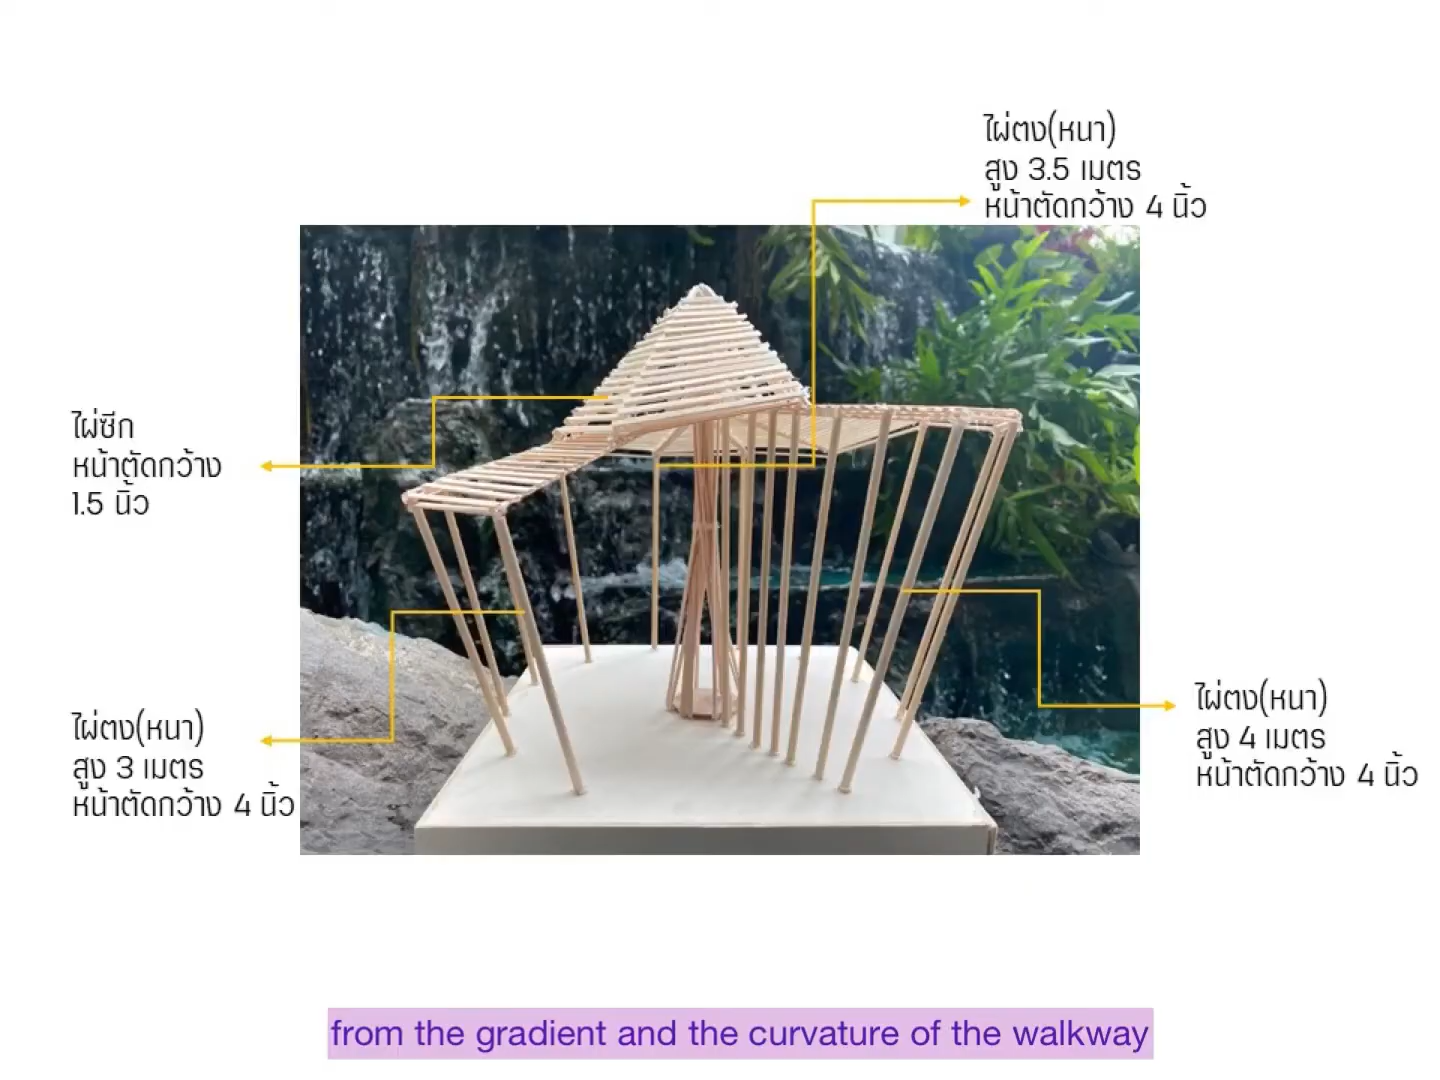 ไผ่ตง(หนา)
สูง 3.5 เมตร
หน้าตัดกว้าง 4 นิ้ว
ไผ่ซีก
หน้าตัดกว้าง
1.5 นิ้ว
ไผ่ตง(หนา)
สูง 3 เมตร
หน้าตัดกว้าง 4 นิ้ว
ไผ่ตง(หนา)
สูง 4 เมตร
หน้าตัดกว้าง 4 นิ้ว
from the gradient and the curvature of the walkway